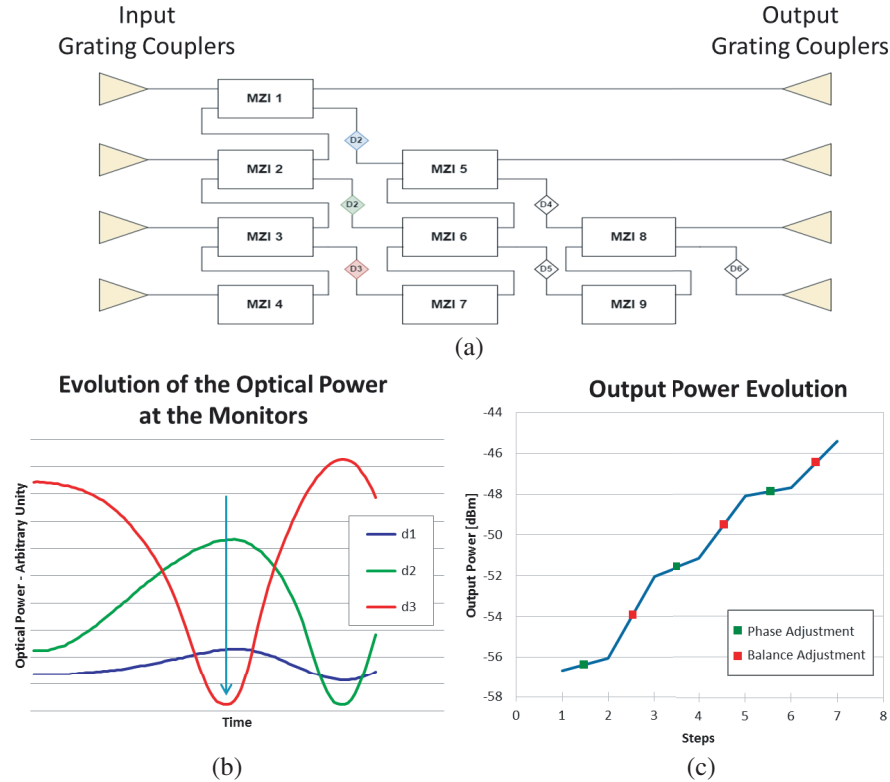 Input
Grating Couplers
Output
Grating Couplers
MZI 1
D2
MZI 2
MZI 5
D2
D4
MZI 3
MZI 6
MZI 8
D3
D5
D6
MZI 4
MZI 7
MZI 9
(a)
Evolution of the Optical Power
at the Monitors
Optical Power - Arbitrary Unity
d1
d2
d3
Time
(b)
Output Power Evolution
Output Power [dBm]
-44
-46
-48
-50
-52
-54
-56
-58
Phase Adjustment
Balance Adjustment
0 1 2 3 4 5 6 7 8
Steps
(c)